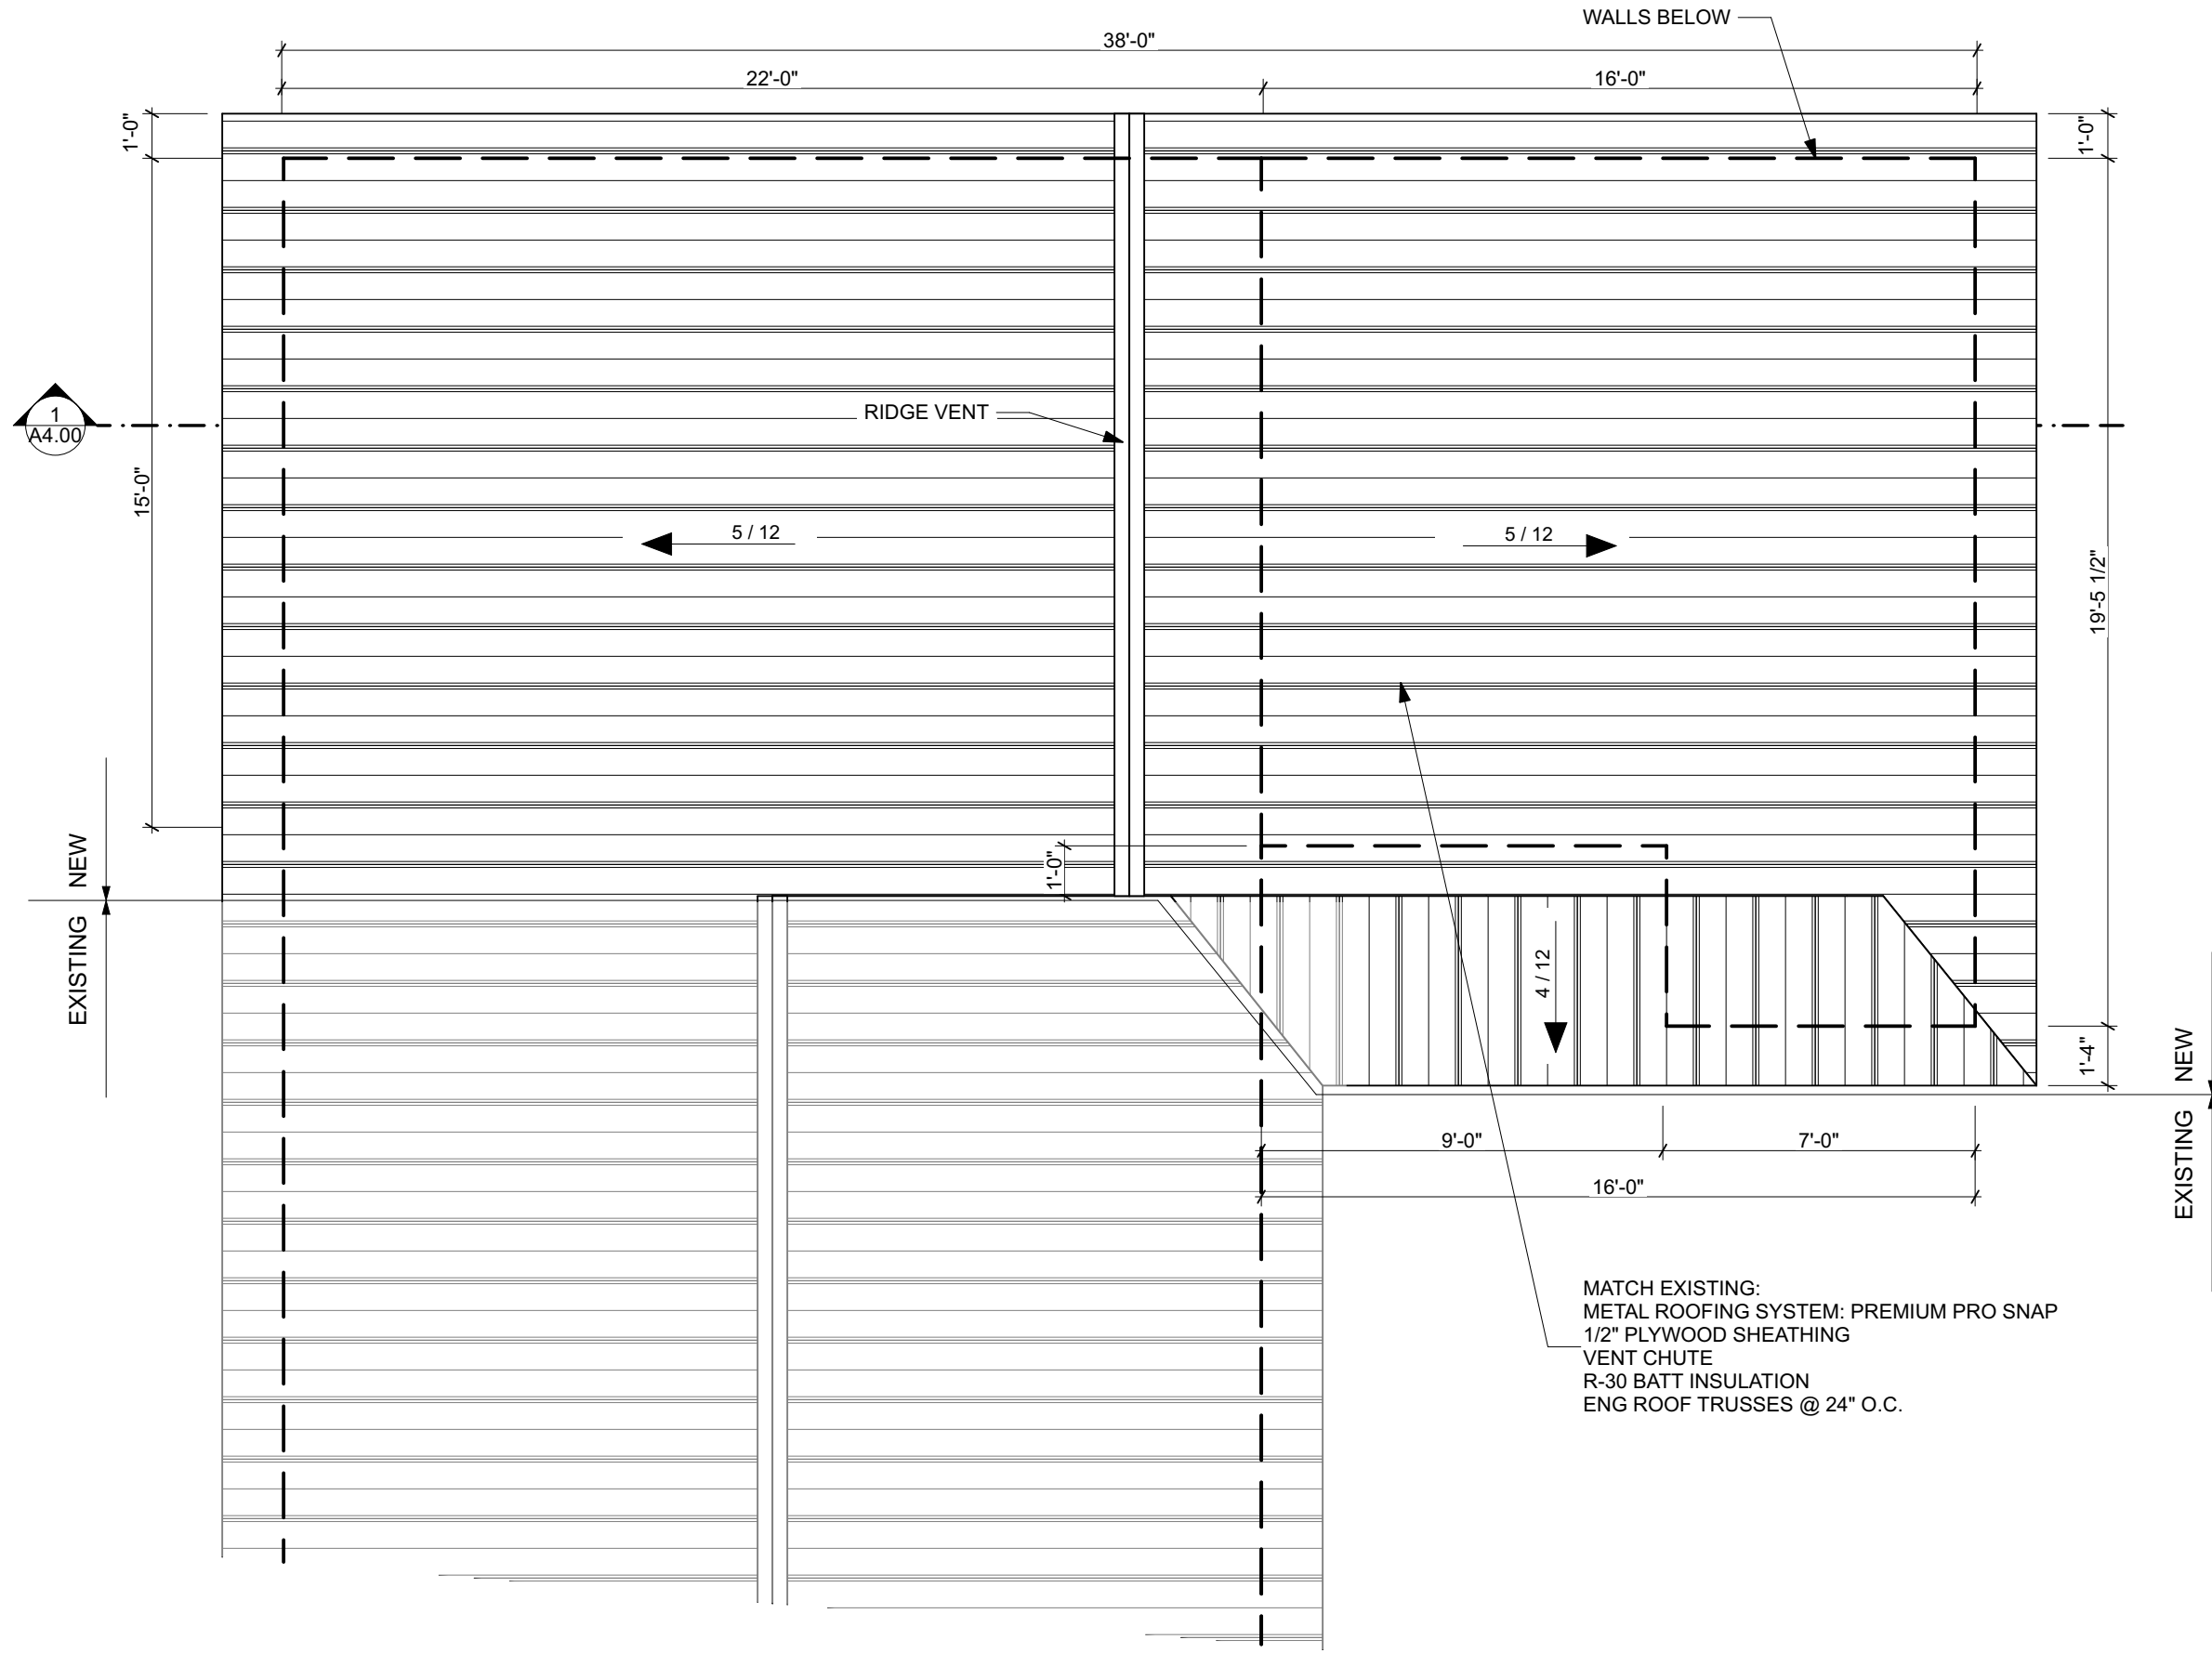 WALLS BELOW
38'-0"
22'-0"
16'-0"
1'-0"
1'-0"
1
A4.00
RIDGE VENT
15'-0"
5 / 12
5 / 12
19'-5 1/2"
NEW
EXISTING
1'-0"
4 / 12
1'-4"
NEW
EXISTING
9'-0"
7'-0"
16'-0"
MATCH EXISTING:
METAL ROOFING SYSTEM: PREMIUM PRO SNAP
1/2" PLYWOOD SHEATHING
VENT CHUTE
R-30 BATT INSULATION
ENG ROOF TRUSSES @ 24" O.C.